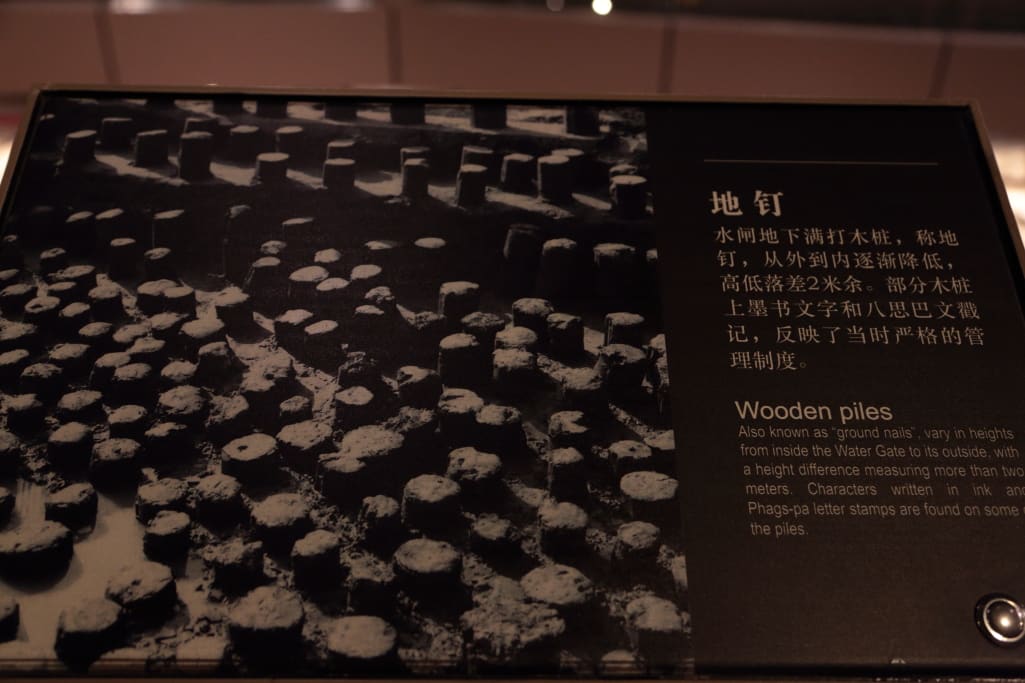 地钉
水闸地下满打木桩，称地
钉，从外到内逐渐降低，
高低落差2米余。部分木桩
上墨书文字和八思巴文戳
记，反映了当时严格的管
理制度。
Wooden piles
Also known as “ground nails”, vary in heights
from inside the Water Gate to its outside, with
a height difference measuring more than two
meters. Characters written in ink and
Phags-pa letter stamps are found on some
the piles.